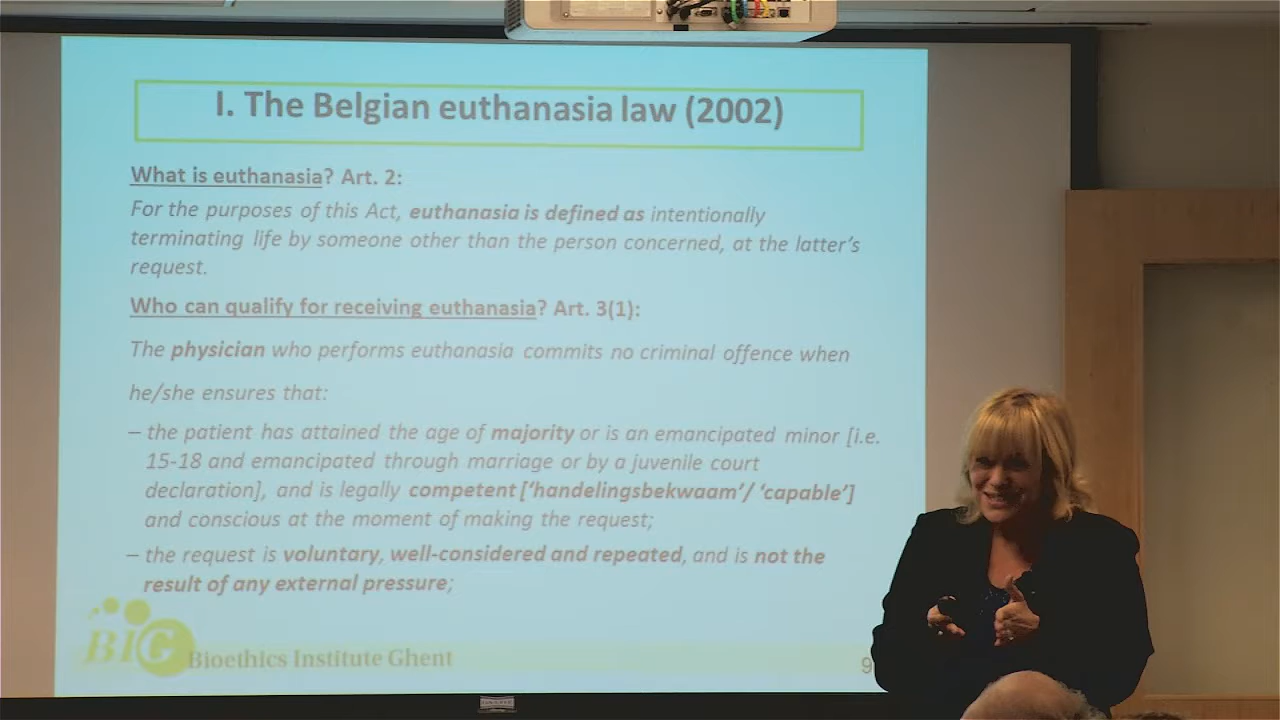 I. The Belgian euthanasia law (2002)
What is euthanasia? Art. 2:
For the purposes of this Act, euthanasia is defined as intentionally
terminating life by someone other than the person concerned, at the latter's
request.
Who can qualify for receiving euthanasia? Art. 3(1):
The physician who performs euthanasia commits no criminal offence when
he/she ensures that:
– the patient has attained the age of majority or is an emancipated minor [i.e.
15-18 and emancipated through marriage or by a juvenile court
declaration], and is legally competent ['handelingsbekwaam'/ 'capable']
and conscious at the moment of making the request;
– the request is voluntary, well-considered and repeated, and is not the
result of any external pressure;
BIG
Bioethics Institute Ghent
9